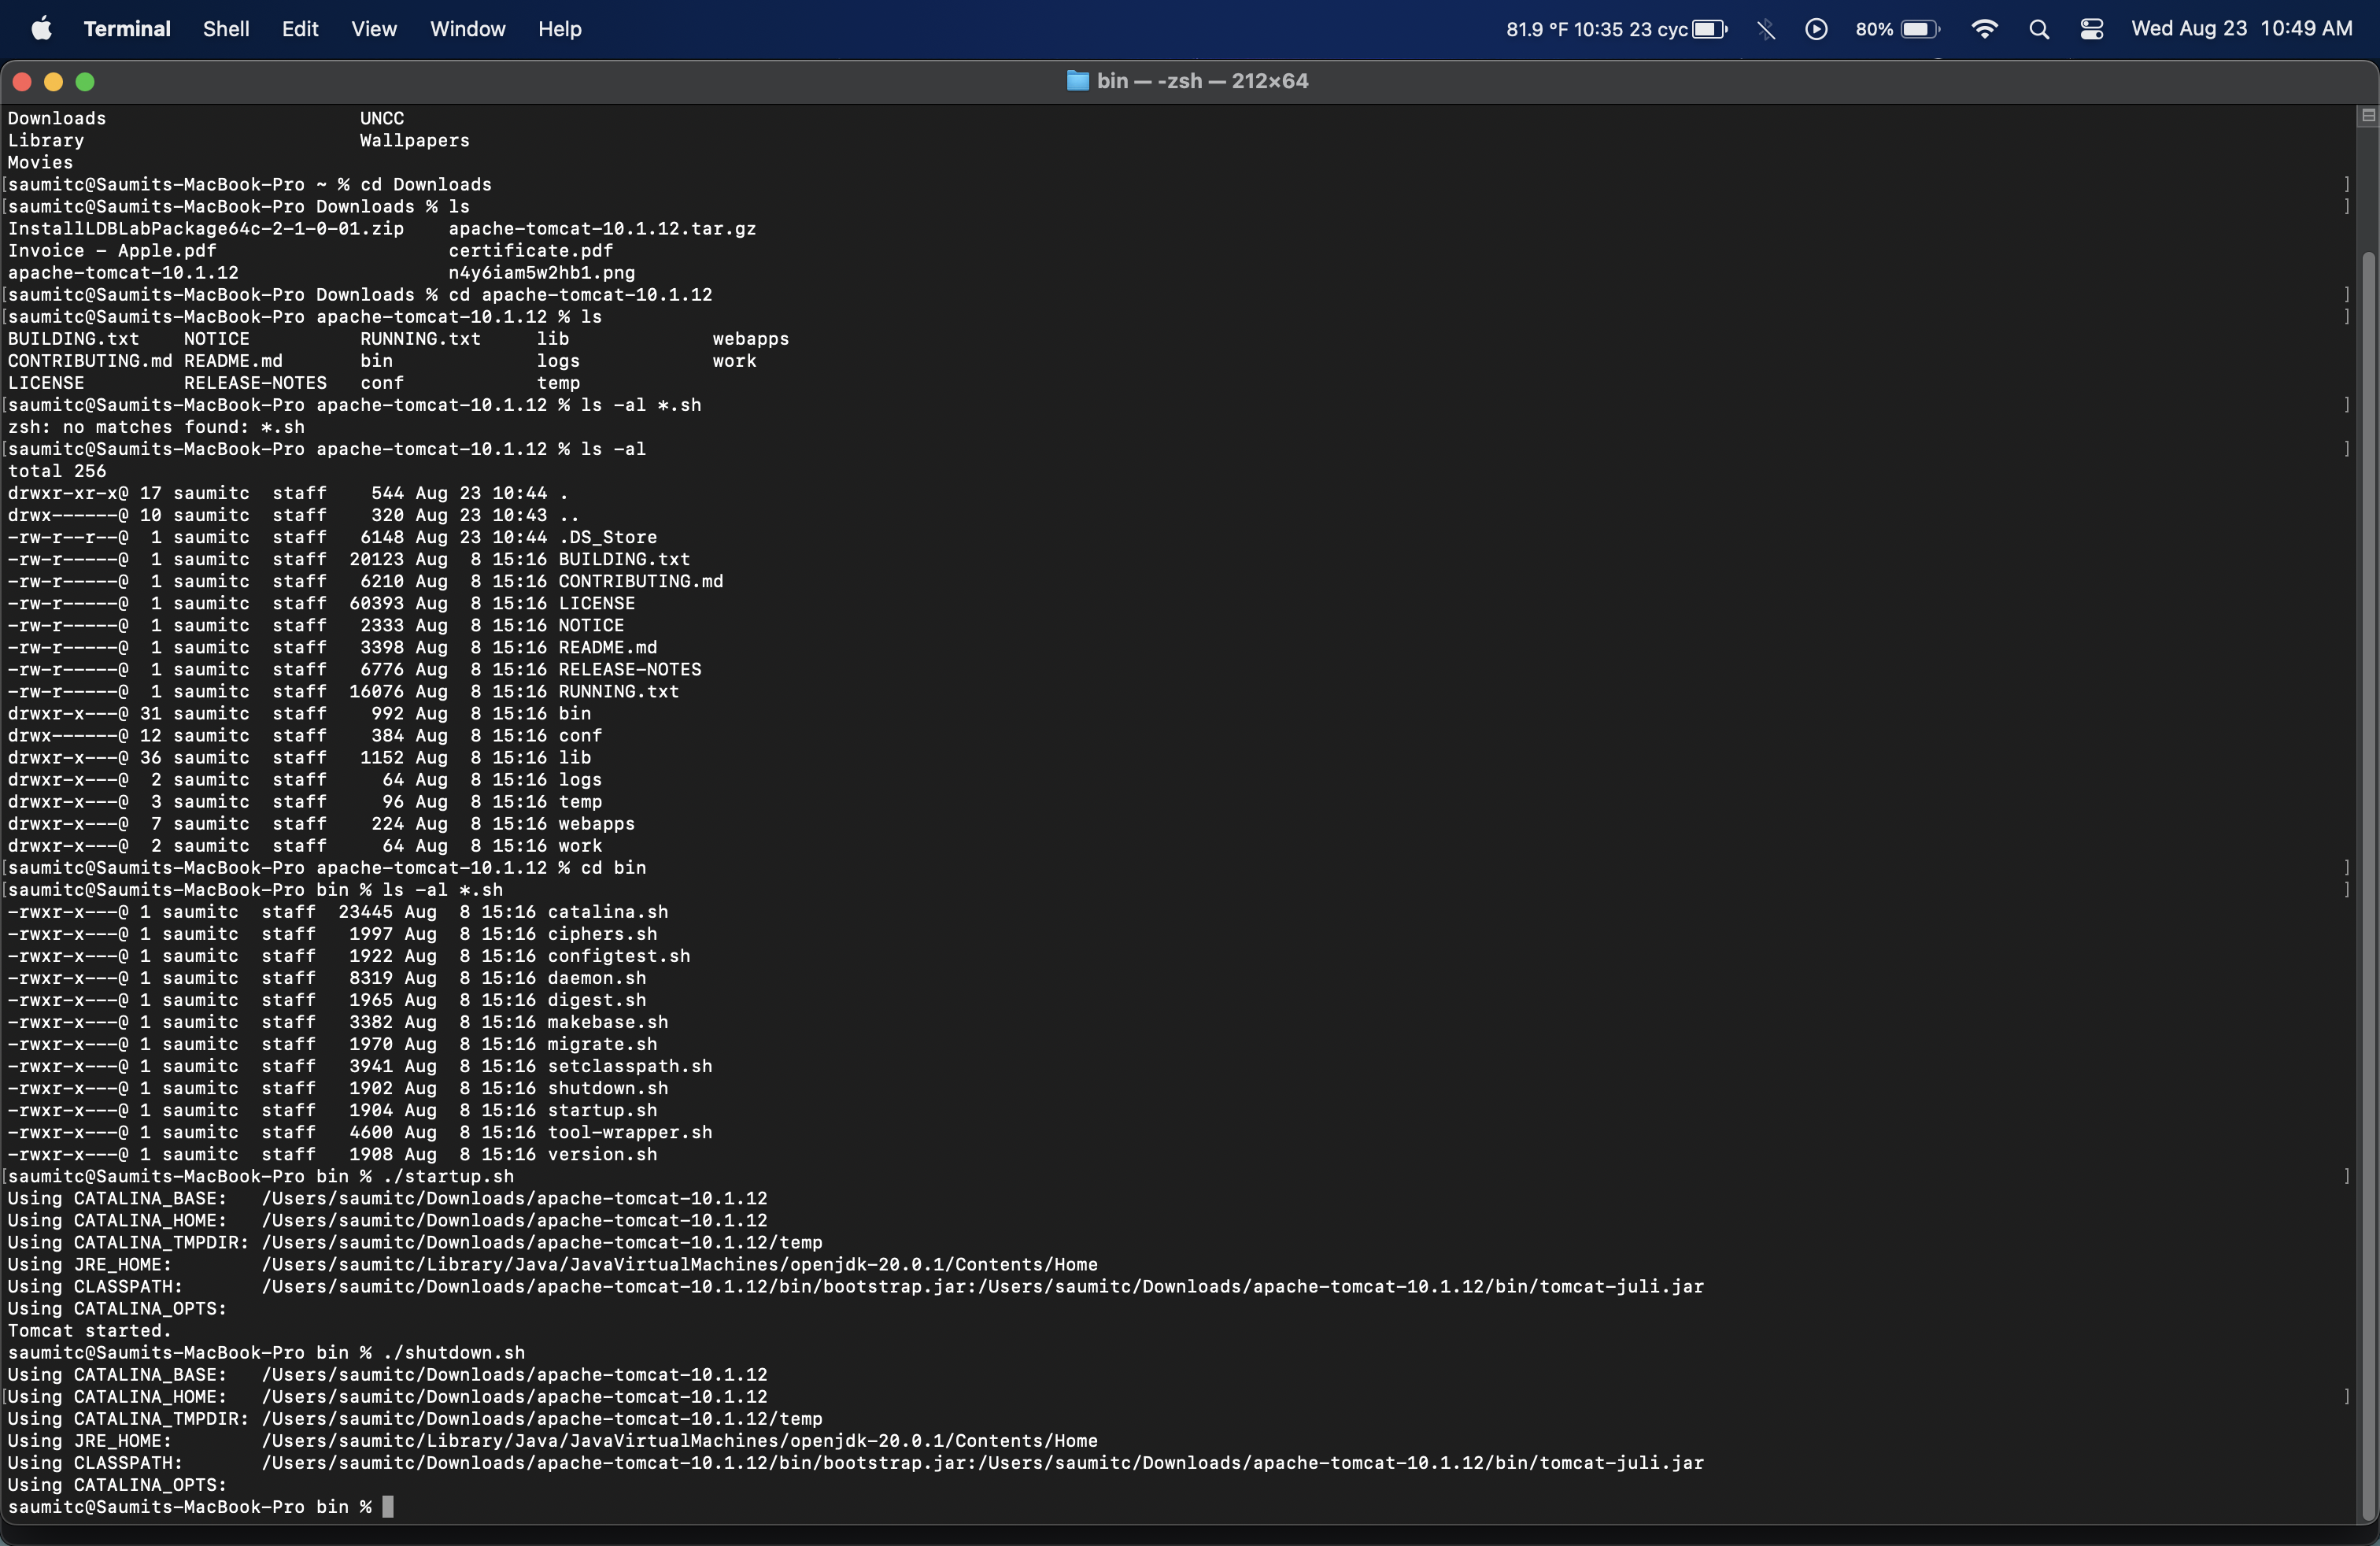 Terminal Shell Edit View Window Help 81.9 °F 10:35 23 cyc 80% Wed Aug 23 10:49 AM
bin — -zsh — 212×64
Downloads UNCC
Library Wallpapers
Movies
[saumitc@Saumits-MacBook-Pro ~ % cd Downloads ]
[saumitc@Saumits-MacBook-Pro Downloads % ls ]
InstallLDBLabPackage64c-2-1-0-01.zip apache-tomcat-10.1.12.tar.gz
Invoice - Apple.pdf certificate.pdf
apache-tomcat-10.1.12 n4y6iam5w2hb1.png
[saumitc@Saumits-MacBook-Pro Downloads % cd apache-tomcat-10.1.12 ]
[saumitc@Saumits-MacBook-Pro apache-tomcat-10.1.12 % ls ]
BUILDING.txt NOTICE RUNNING.txt lib webapps
CONTRIBUTING.md README.md bin logs work
LICENSE RELEASE-NOTES conf temp
[saumitc@Saumits-MacBook-Pro apache-tomcat-10.1.12 % ls -al *.sh ]
zsh: no matches found: *.sh
[saumitc@Saumits-MacBook-Pro apache-tomcat-10.1.12 % ls -al ]
total 256
drwxr-xr-x@ 17 saumitc staff 544 Aug 23 10:44 .
drwx------@ 10 saumitc staff 320 Aug 23 10:43 ..
-rw-r--r--@ 1 saumitc staff 6148 Aug 23 10:44 .DS_Store
-rw-r-----@ 1 saumitc staff 20123 Aug 8 15:16 BUILDING.txt
-rw-r-----@ 1 saumitc staff 6210 Aug 8 15:16 CONTRIBUTING.md
-rw-r-----@ 1 saumitc staff 60393 Aug 8 15:16 LICENSE
-rw-r-----@ 1 saumitc staff 2333 Aug 8 15:16 NOTICE
-rw-r-----@ 1 saumitc staff 3398 Aug 8 15:16 README.md
-rw-r-----@ 1 saumitc staff 6776 Aug 8 15:16 RELEASE-NOTES
-rw-r-----@ 1 saumitc staff 16076 Aug 8 15:16 RUNNING.txt
drwxr-x---@ 31 saumitc staff 992 Aug 8 15:16 bin
drwx------@ 12 saumitc staff 384 Aug 8 15:16 conf
drwxr-x---@ 36 saumitc staff 1152 Aug 8 15:16 lib
drwxr-x---@ 2 saumitc staff 64 Aug 8 15:16 logs
drwxr-x---@ 3 saumitc staff 96 Aug 8 15:16 temp
drwxr-x---@ 7 saumitc staff 224 Aug 8 15:16 webapps
drwxr-x---@ 2 saumitc staff 64 Aug 8 15:16 work
[saumitc@Saumits-MacBook-Pro apache-tomcat-10.1.12 % cd bin ]
[saumitc@Saumits-MacBook-Pro bin % ls -al *.sh ]
-rwxr-x---@ 1 saumitc staff 23445 Aug 8 15:16 catalina.sh
-rwxr-x---@ 1 saumitc staff 1997 Aug 8 15:16 ciphers.sh
-rwxr-x---@ 1 saumitc staff 1922 Aug 8 15:16 configtest.sh
-rwxr-x---@ 1 saumitc staff 8319 Aug 8 15:16 daemon.sh
-rwxr-x---@ 1 saumitc staff 1965 Aug 8 15:16 digest.sh
-rwxr-x---@ 1 saumitc staff 3382 Aug 8 15:16 makebase.sh
-rwxr-x---@ 1 saumitc staff 1970 Aug 8 15:16 migrate.sh
-rwxr-x---@ 1 saumitc staff 3941 Aug 8 15:16 setclasspath.sh
-rwxr-x---@ 1 saumitc staff 1902 Aug 8 15:16 shutdown.sh
-rwxr-x---@ 1 saumitc staff 1904 Aug 8 15:16 startup.sh
-rwxr-x---@ 1 saumitc staff 4600 Aug 8 15:16 tool-wrapper.sh
-rwxr-x---@ 1 saumitc staff 1908 Aug 8 15:16 version.sh
[saumitc@Saumits-MacBook-Pro bin % ./startup.sh ]
Using CATALINA_BASE: /Users/saumitc/Downloads/apache-tomcat-10.1.12
Using CATALINA_HOME: /Users/saumitc/Downloads/apache-tomcat-10.1.12
Using CATALINA_TMPDIR: /Users/saumitc/Downloads/apache-tomcat-10.1.12/temp
Using JRE_HOME: /Users/saumitc/Library/Java/JavaVirtualMachines/openjdk-20.0.1/Contents/Home
Using CLASSPATH: /Users/saumitc/Downloads/apache-tomcat-10.1.12/bin/bootstrap.jar:/Users/saumitc/Downloads/apache-tomcat-10.1.12/bin/tomcat-juli.jar
Using CATALINA_OPTS:
Tomcat started.
saumitc@Saumits-MacBook-Pro bin % ./shutdown.sh
Using CATALINA_BASE: /Users/saumitc/Downloads/apache-tomcat-10.1.12
[Using CATALINA_HOME: /Users/saumitc/Downloads/apache-tomcat-10.1.12 ]
Using CATALINA_TMPDIR: /Users/saumitc/Downloads/apache-tomcat-10.1.12/temp
Using JRE_HOME: /Users/saumitc/Library/Java/JavaVirtualMachines/openjdk-20.0.1/Contents/Home
Using CLASSPATH: /Users/saumitc/Downloads/apache-tomcat-10.1.12/bin/bootstrap.jar:/Users/saumitc/Downloads/apache-tomcat-10.1.12/bin/tomcat-juli.jar
Using CATALINA_OPTS:
saumitc@Saumits-MacBook-Pro bin %